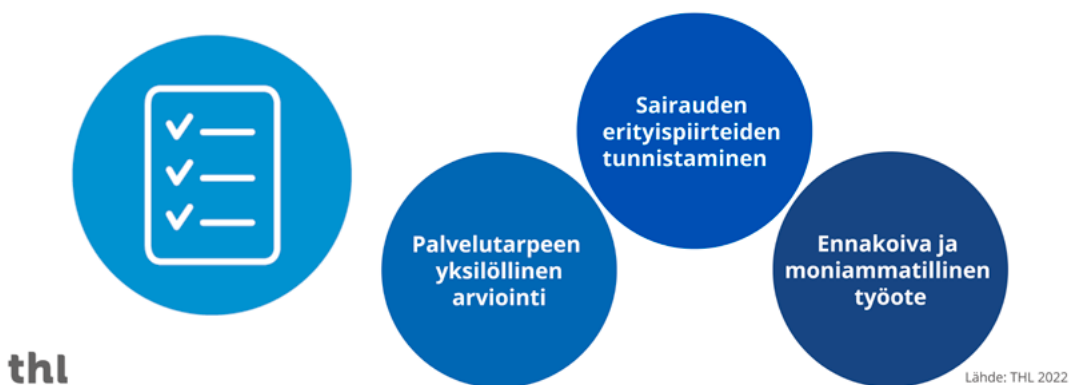 Palvelutarpeen
yksilöllinen
arviointi
Sairauden
erityispiirteiden
tunnistaminen
Ennakoiva ja
moniammatillinen
työote
thl
Lähde: THL 2022